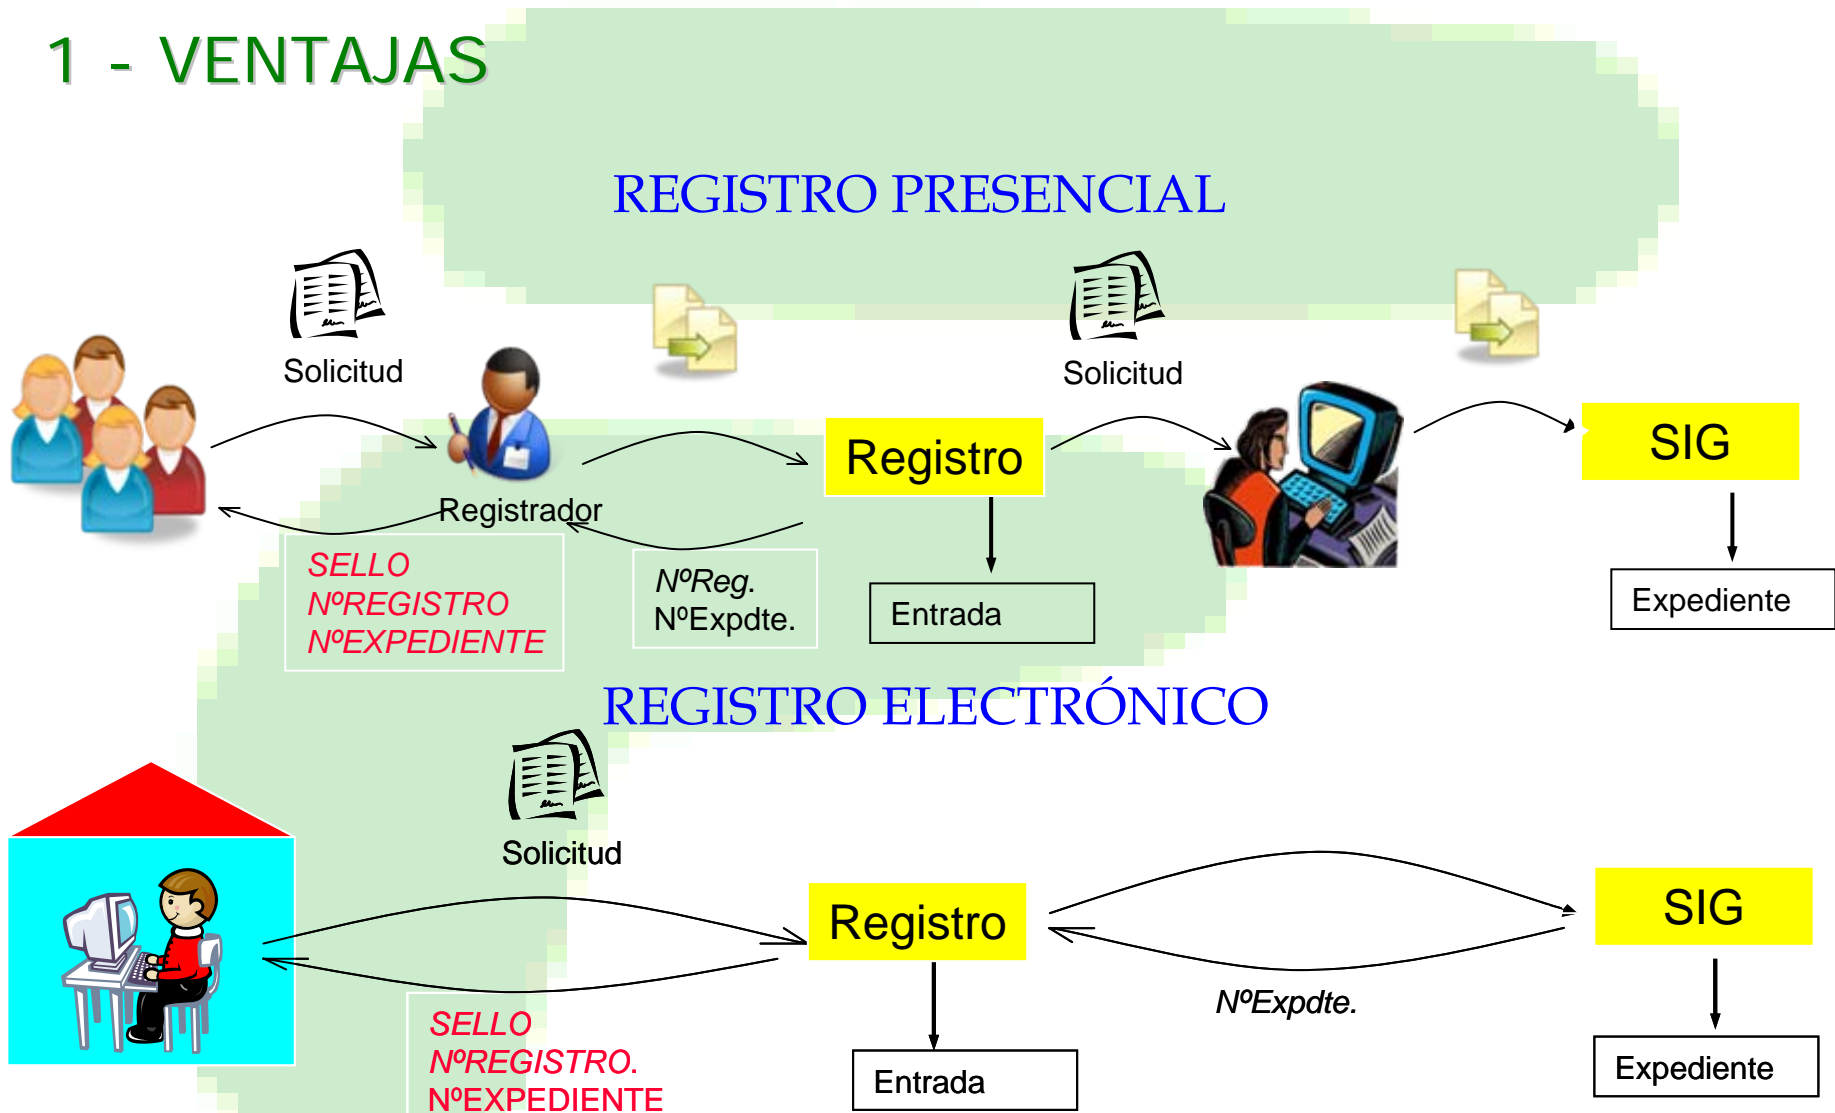 1 - VENTAJAS
REGISTRO PRESENCIAL
Solicitud
Solicitud
Registrador
Registro
SIG
SELLO
NºREGISTRO
NºEXPEDIENTE
NºReg.
NºExpdte.
Entrada
Expediente
REGISTRO ELECTRÓNICO
Solicitud
Registro
SIG
SELLO
NºREGISTRO.
NºEXPEDIENTE
NºExpdte.
Entrada
Expediente